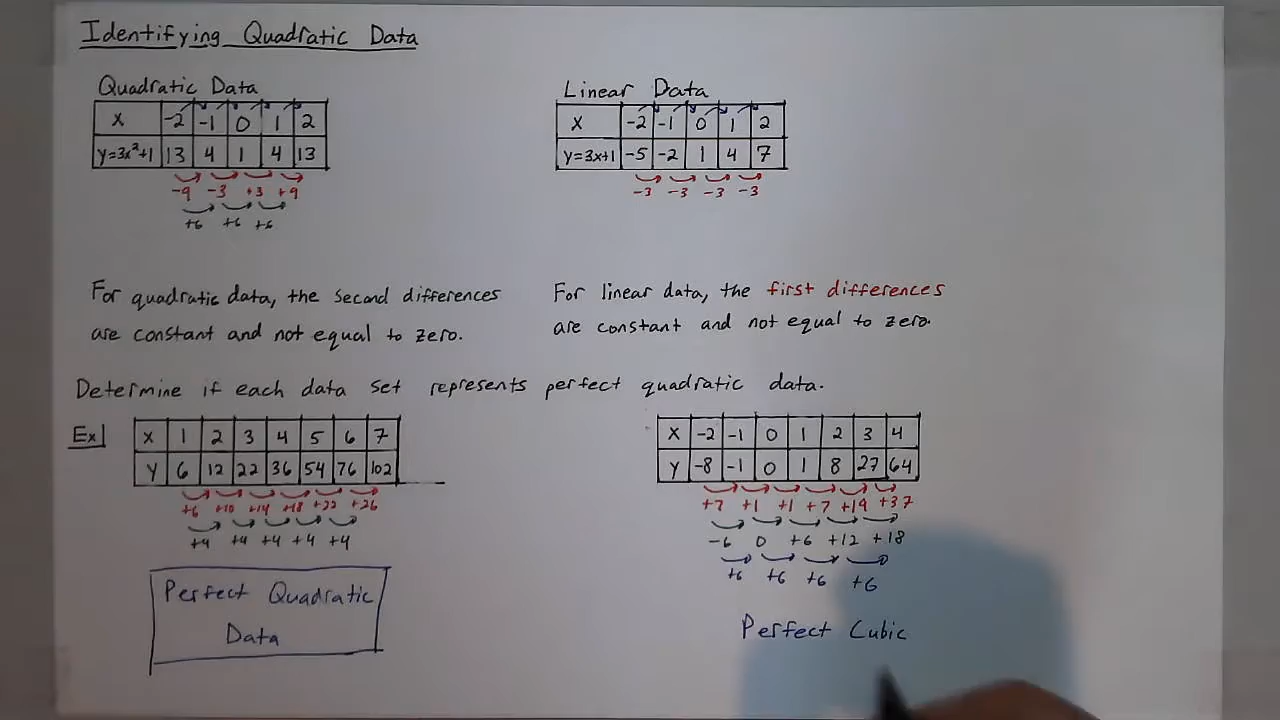 Identifying Quadratic Data
Quadratic Data
X -2 -1 0 1 2
y=3x²+1 13 4 1 4 13
-9 -3 +3 +9
+6 +6 +6
Linear Data
X -2 -1 0 1 2
y=3x+1 -5 -2 1 4 7
-3 -3 -3 -3
For quadratic data, the second differences
are constant and not equal to zero.
For linear data, the first differences
are constant and not equal to zero.
Determine if each data set represents perfect quadratic data.
Ex1
X 1 2 3 4 5 6 7
Y 6 12 22 36 54 76 102
+6 +10 +14 +18 +22 +26
+4 +4 +4 +4 +4
Perfect Quadratic
Data
X -2 -1 0 1 2 3 4
Y -8 -1 0 1 8 27 64
+7 +1 +1 +7 +19 +37
-6 0 +6 +12 +18
+6 +6 +6 +6
Perfect Cubic